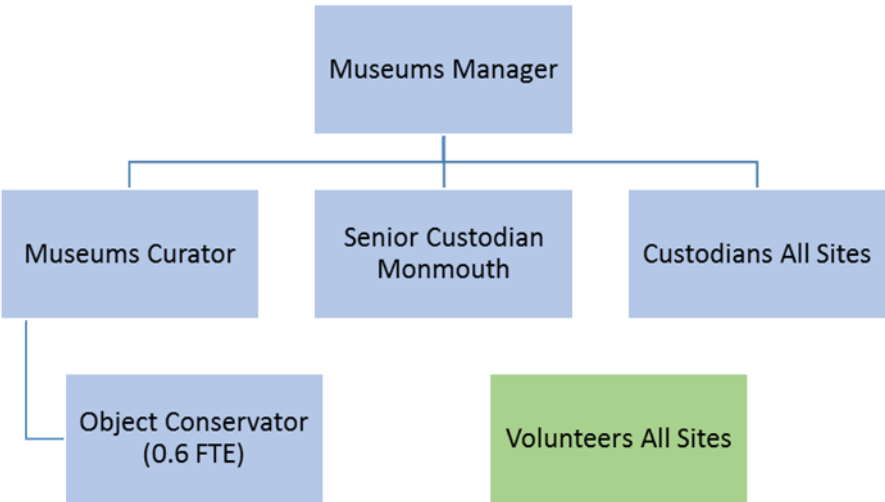 Museums Manager
Museums Curator
Senior Custodian
Monmouth
Custodians All Sites
Object Conservator
(0.6 FTE)
Volunteers All Sites